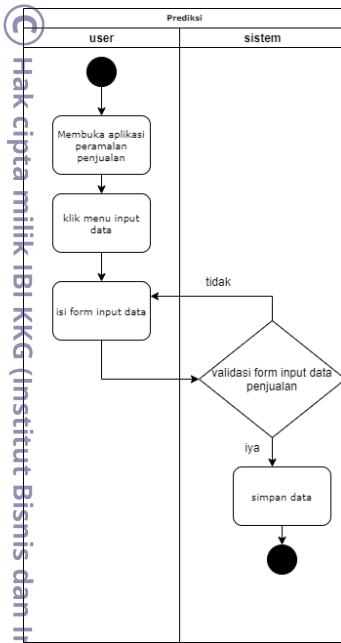 Prediksi
user
sistem
Membuka aplikasi
peramalan
penjualan
klik menu input
data
isi form input data
tidak
validasi form input data
penjualan
iya
simpan data
© Hak cipta milik IBI KKG (Institut Bisnis dan